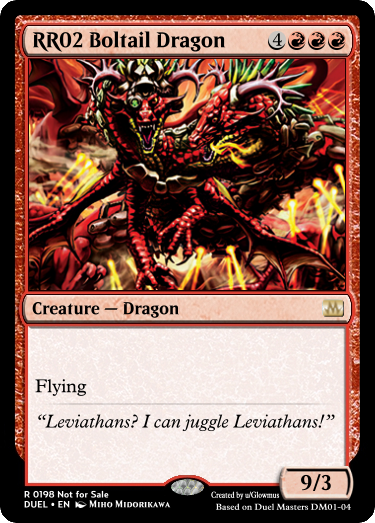 RR02 Boltail Dragon 4
Creature — Dragon
Flying
“Leviathans? I can juggle Leviathans!”
9/3
R 0198 Not for Sale
DUEL • EN Miho Midorikawa
Created by u/Glowmus
Based on Duel Masters DM01-04